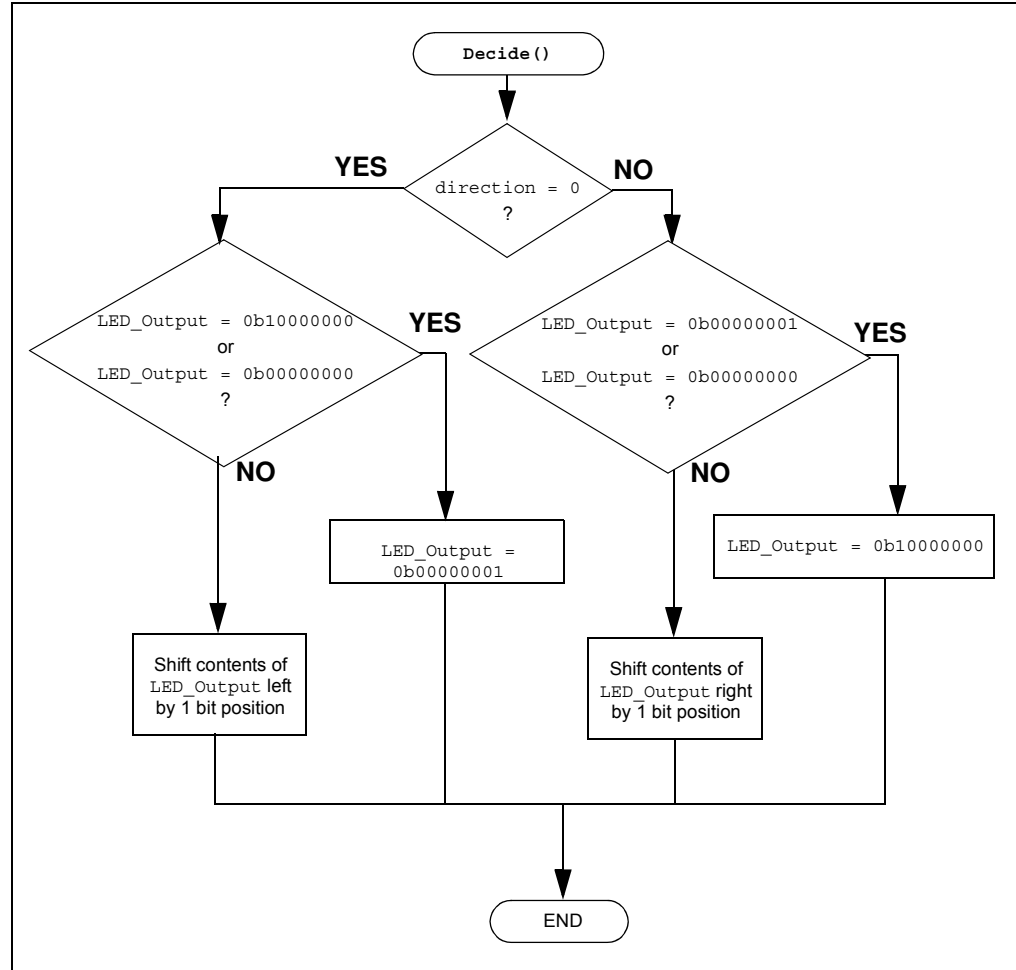 Decide()
YES
NO
direction = 0
?
LED_Output = 0b10000000
or
LED_Output = 0b00000000
?
YES
NO
LED_Output = 0b00000001
or
LED_Output = 0b00000000
?
YES
NO
LED_Output =
0b00000001
LED_Output = 0b10000000
Shift contents of
LED_Output left
by 1 bit position
Shift contents of
LED_Output right
by 1 bit position
END